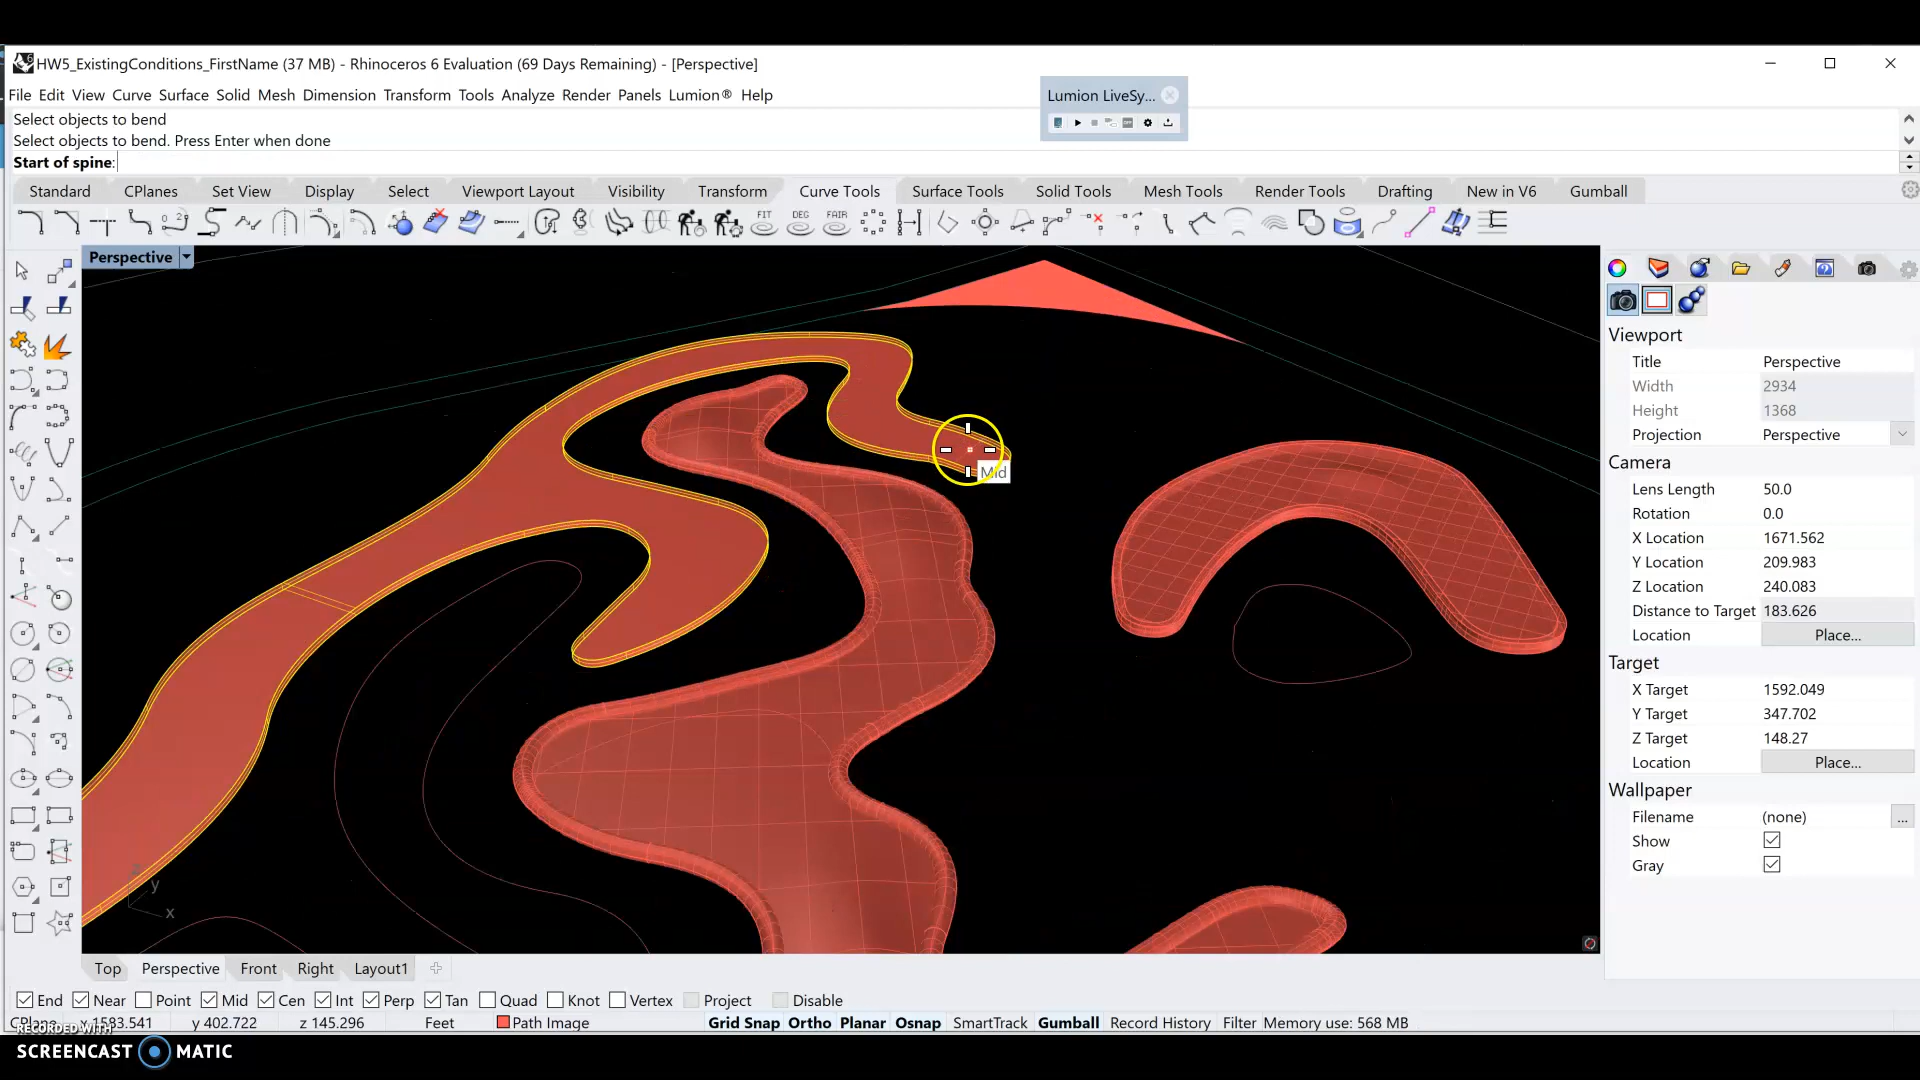 HW5_ExistingConditions_FirstName (37 MB) - Rhinoceros 6 Evaluation (69 Days Remaining) - [Perspective]
File Edit View Curve Surface Solid Mesh Dimension Transform Tools Analyze Render Panels Lumion® Help
Lumion LiveSy...
Select objects to bend
Select objects to bend. Press Enter when done
Start of spine:
Standard CPlanes Set View Display Select Viewport Layout Visibility Transform Curve Tools Surface Tools Solid Tools Mesh Tools Render Tools Drafting New in V6 Gumball
FIT DEG FAIR
Perspective
Mid
z y x
Viewport
Title Perspective
Width 2934
Height 1368
Projection Perspective
Camera
Lens Length 50.0
Rotation 0.0
X Location 1671.562
Y Location 209.983
Z Location 240.083
Distance to Target 183.626
Location Place...
Target
X Target 1592.049
Y Target 347.702
Z Target 148.27
Location Place...
Wallpaper
Filename (none) ...
Show
Gray
Top Perspective Front Right Layout1
End Near Point Mid Cen Int Perp Tan Quad Knot Vertex Project Disable
CPlane x 1583.541 y 402.722 z 145.296 Feet Path Image Grid Snap Ortho Planar Osnap SmartTrack Gumball Record History Filter Memory use: 568 MB
RECORDED WITH
SCREENCAST MATIC